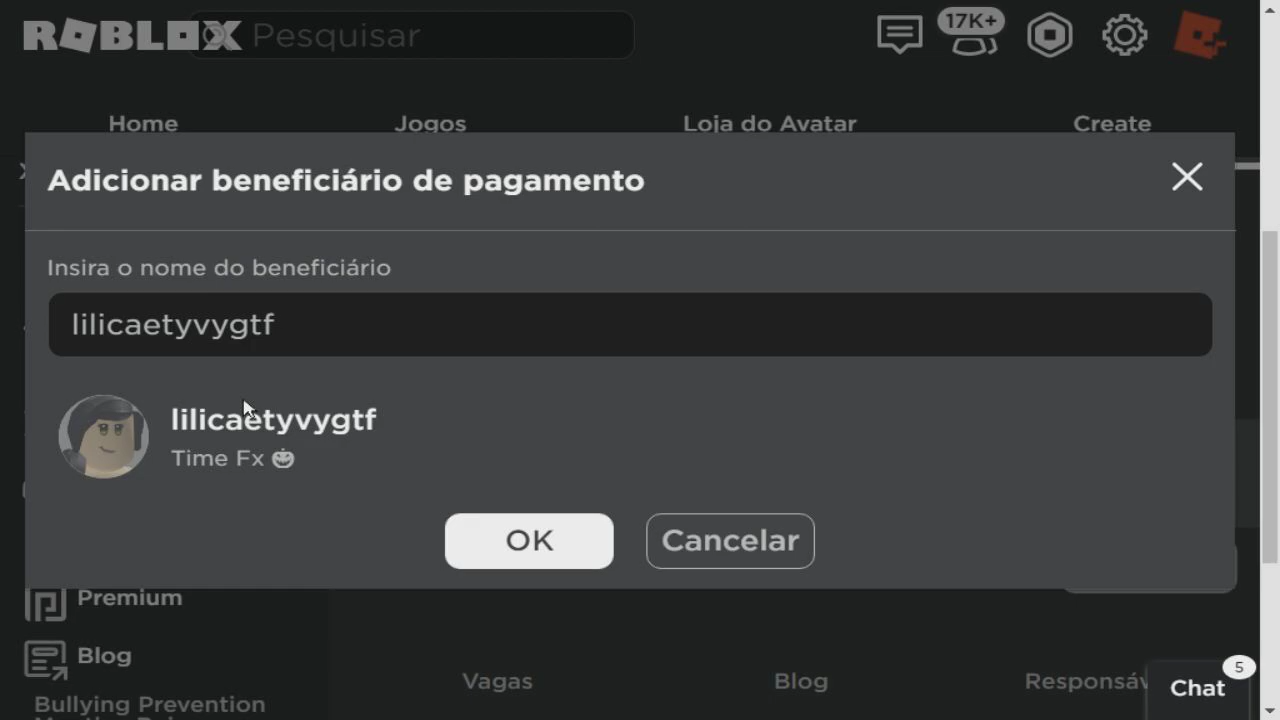 ROBLOX
Pesquisar
17K+
Home
Jogos
Loja do Avatar
Create
Adicionar beneficiário de pagamento
Insira o nome do beneficiário
lilicaetyvygtf
lilicaetyvygtf
Time Fx 🎃
OK
Cancelar
Premium
Blog
Bullying Prevention
Vagas
Blog
Responsáv
Chat
5